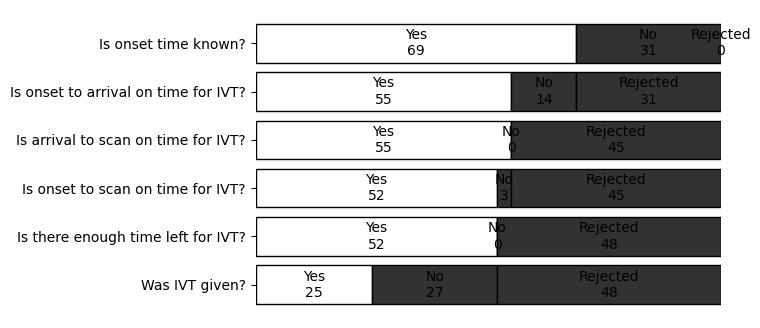 Is onset time known?
Yes No Rejected
69 31 0
Is onset to arrival on time for IVT?
Yes No Rejected
55 14 31
Is arrival to scan on time for IVT?
Yes No Rejected
55 0 45
Is onset to scan on time for IVT?
Yes No Rejected
52 3 45
Is there enough time left for IVT?
Yes No Rejected
52 0 48
Was IVT given?
Yes No Rejected
25 27 48